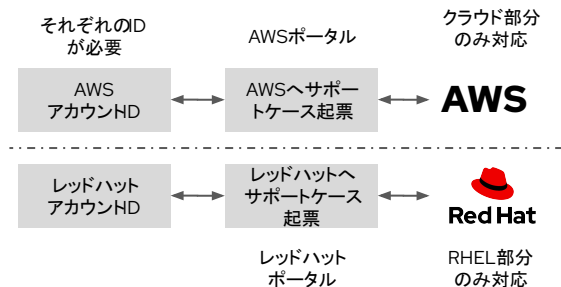 それぞれのID
が必要
AWSポータル
クラウド部分
のみ対応
AWS
アカウントID
AWSへサポー
トケース起票
AWS
レッドハット
アカウントID
レッドハットへ
サポートケース
起票
Red Hat
レッドハット
ポータル
RHEL部分
のみ対応